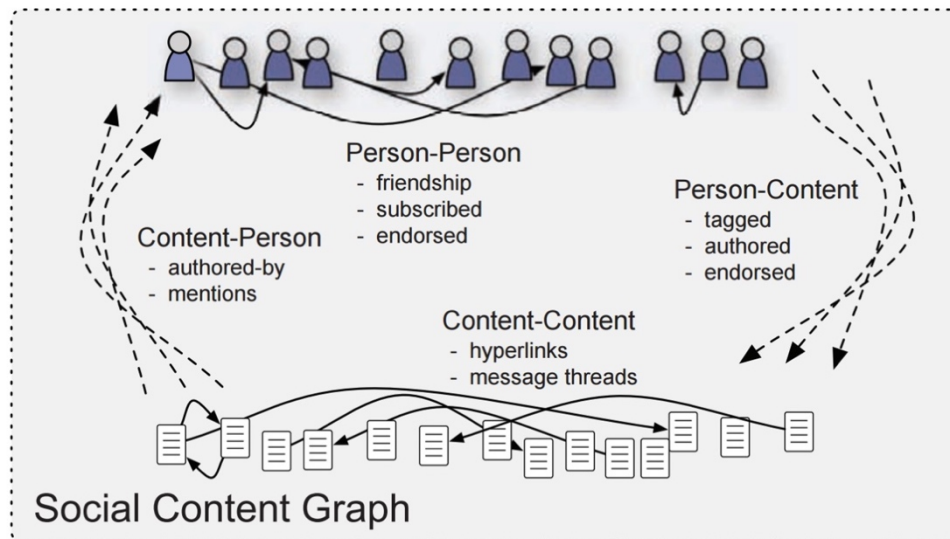 Person-Person
- friendship
- subscribed
- endorsed
Person-Content
- tagged
- authored
- endorsed
Content-Person
- authored-by
- mentions
Content-Content
- hyperlinks
- message threads
Social Content Graph